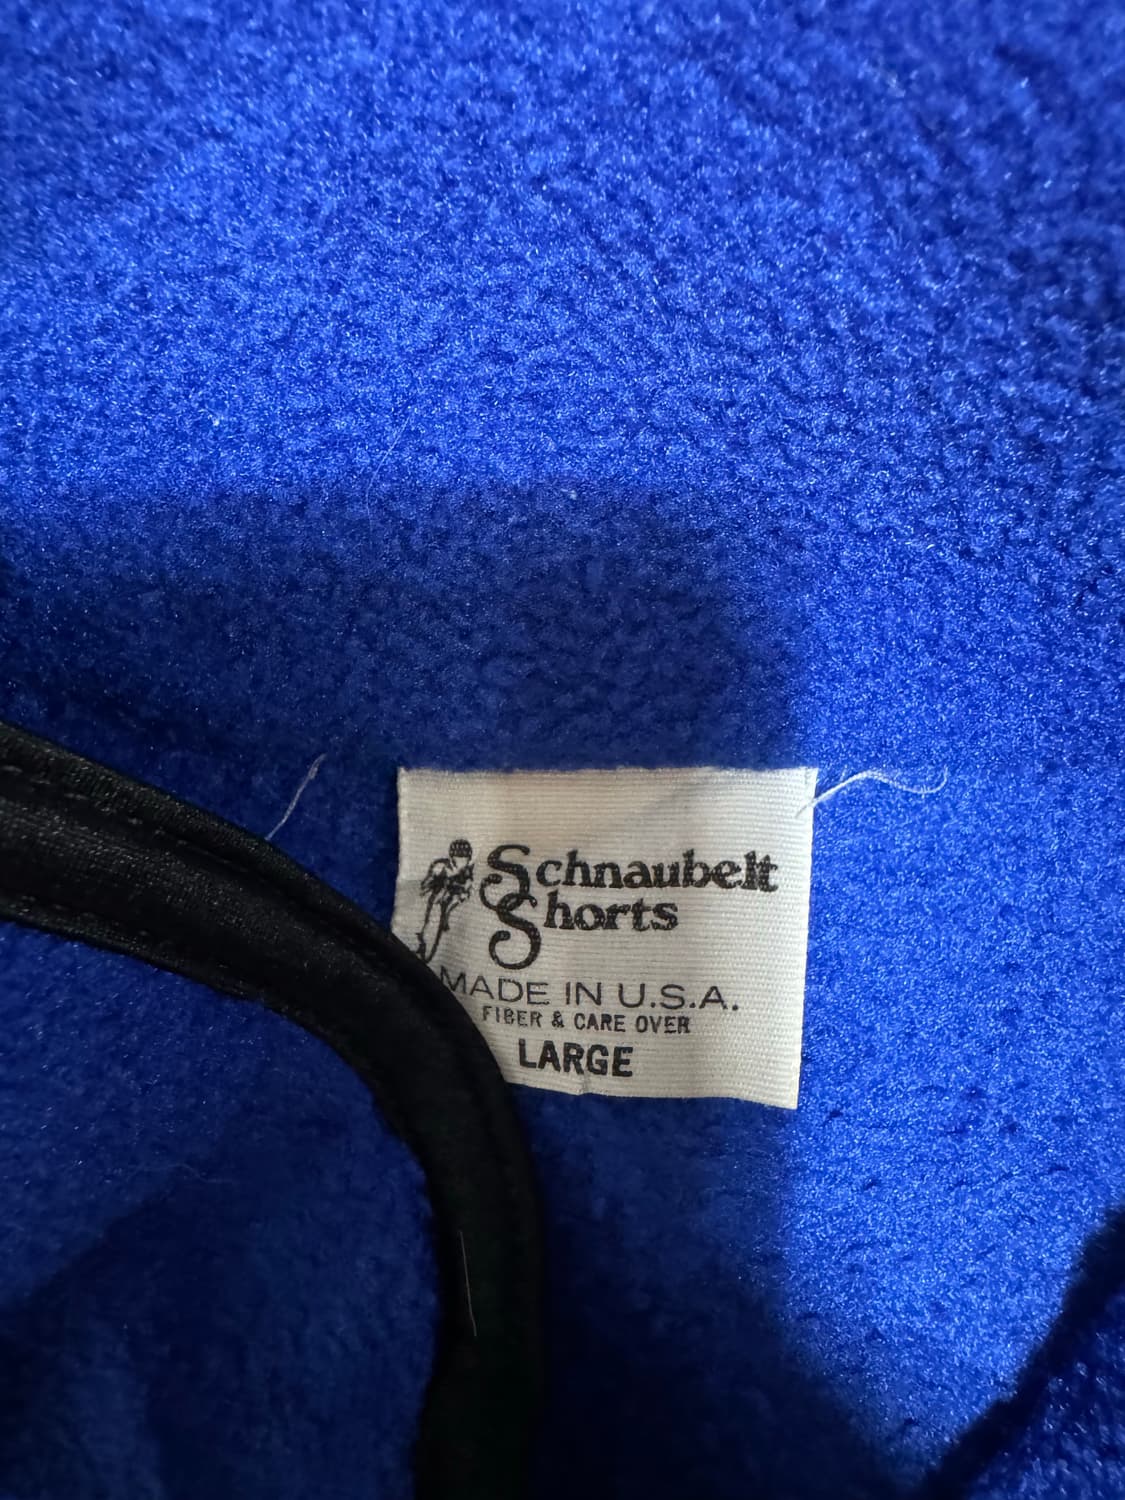 Schnaubelt
Shorts
MADE IN U.S.A.
FIBER & CARE OVER
LARGE